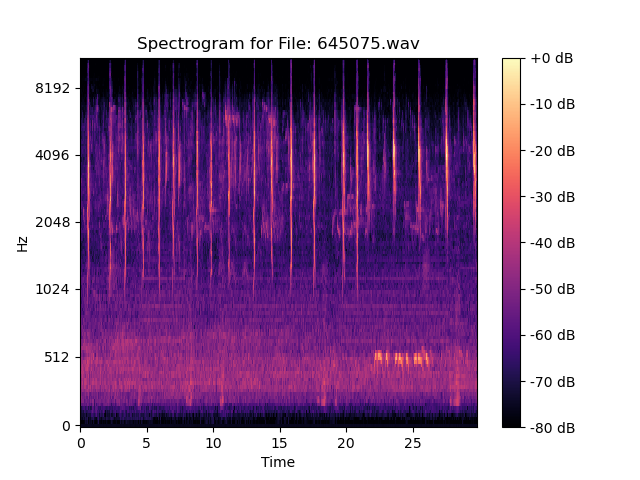 Spectrogram for File: 645075.wav
Hz
8192
4096
2048
1024
512
0
0 5 10 15 20 25
Time
+0 dB
-10 dB
-20 dB
-30 dB
-40 dB
-50 dB
-60 dB
-70 dB
-80 dB